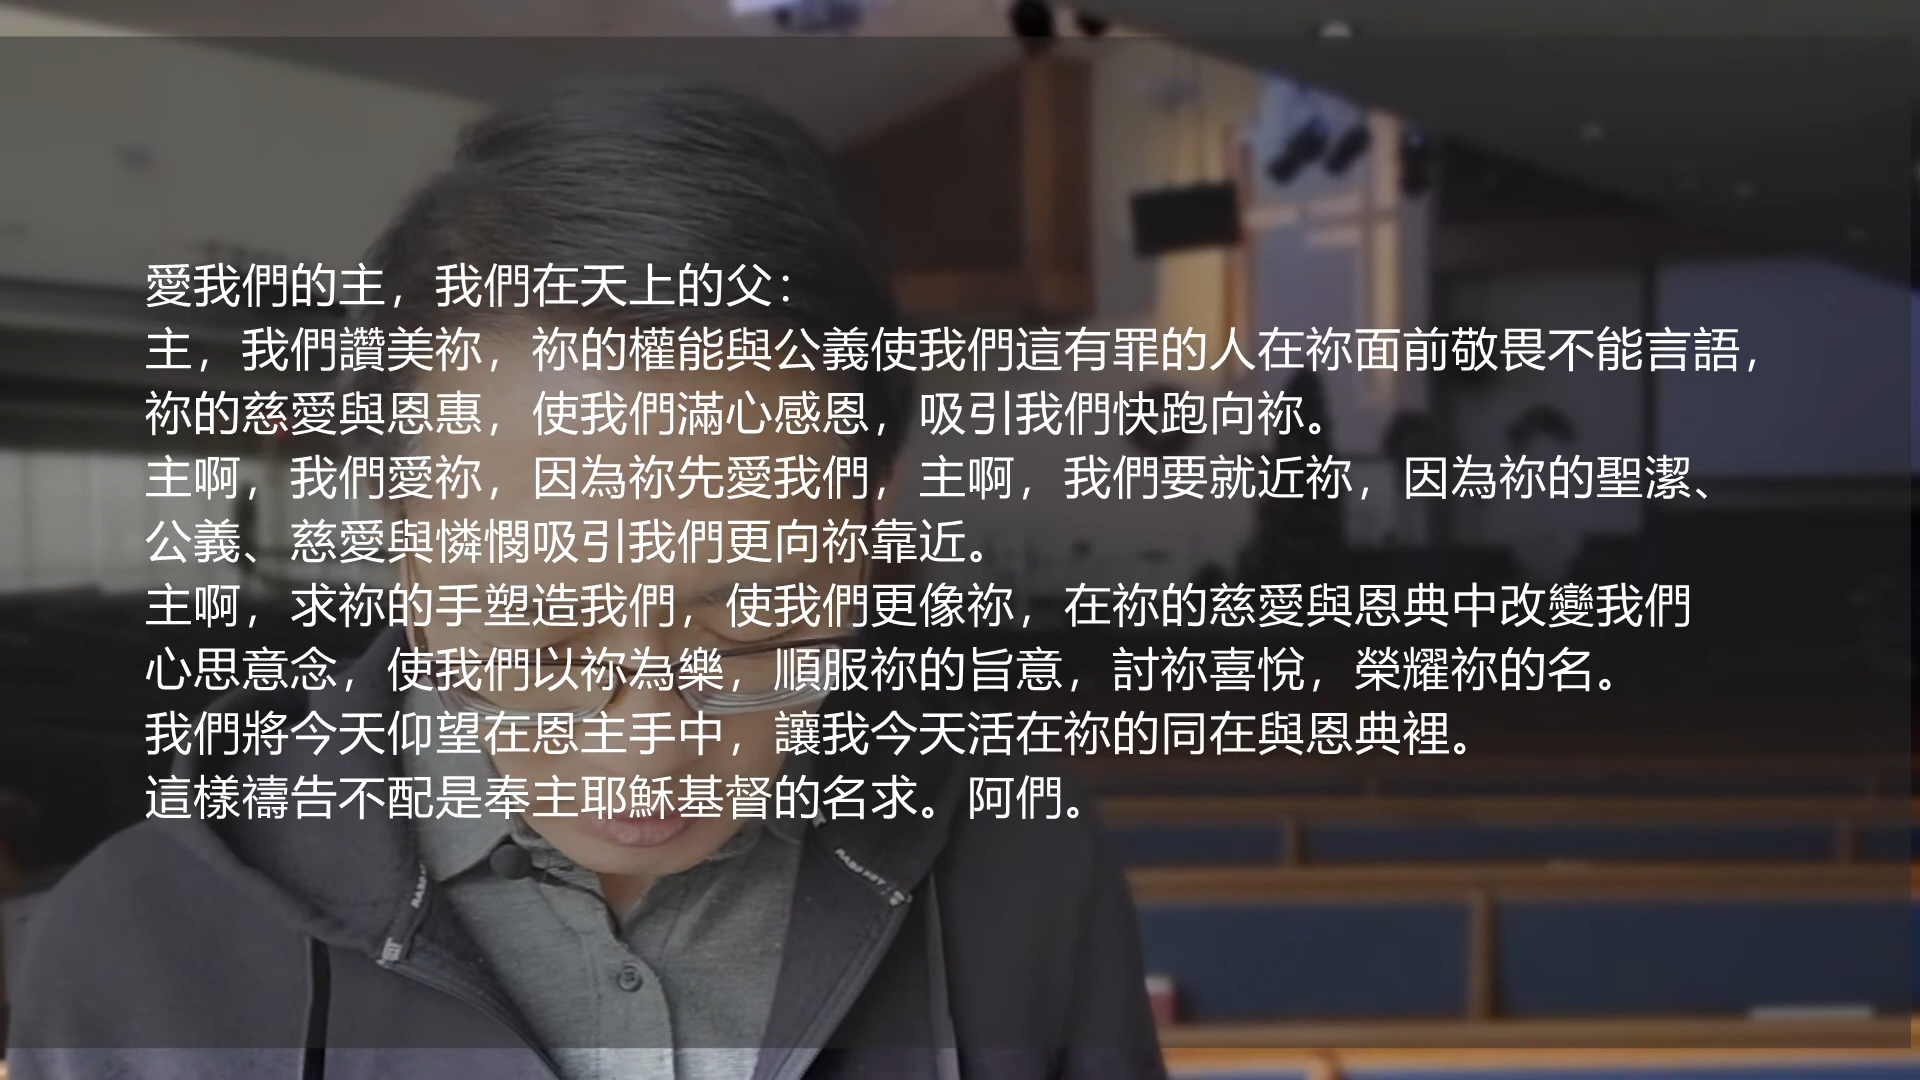 愛我們的主，我們在天上的父：
主，我們讚美祢，祢的權能與公義使我們這有罪的人在祢面前敬畏不能言語，
祢的慈愛與恩惠，使我們滿心感恩，吸引我們快跑向祢。
主啊，我們愛祢，因為祢先愛我們，主啊，我們要就近祢，因為祢的聖潔、
公義、慈愛與憐憫吸引我們更向祢靠近。
主啊，求祢的手塑造我們，使我們更像祢，在祢的慈愛與恩典中改變我們
心思意念，使我們以祢為樂，順服祢的旨意，討祢喜悅，榮耀祢的名。
我們將今天仰望在恩主手中，讓我今天活在祢的同在與恩典裡。
這樣禱告不配是奉主耶穌基督的名求。阿們。